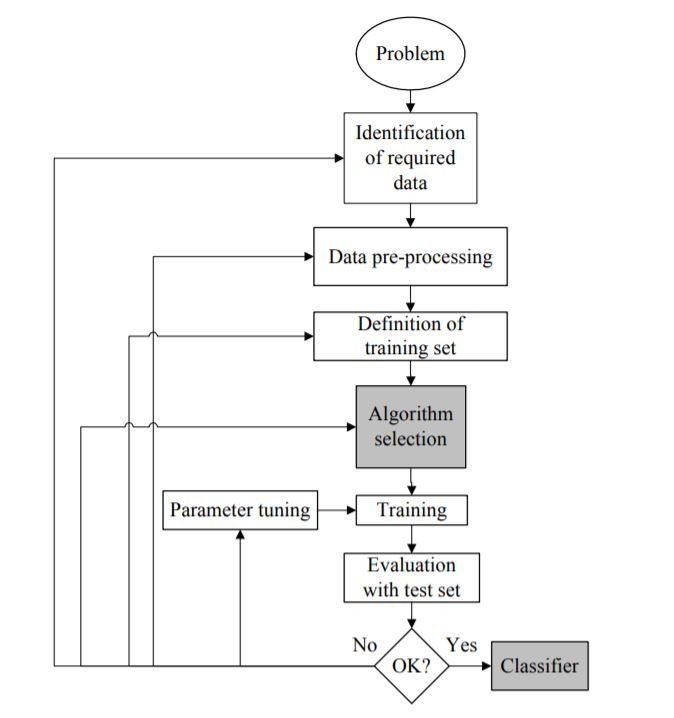 Problem
Identification
of required
data
Data pre-processing
Definition of
training set
Algorithm
selection
Parameter tuning
Training
Evaluation
with test set
No
Yes
OK?
Classifier